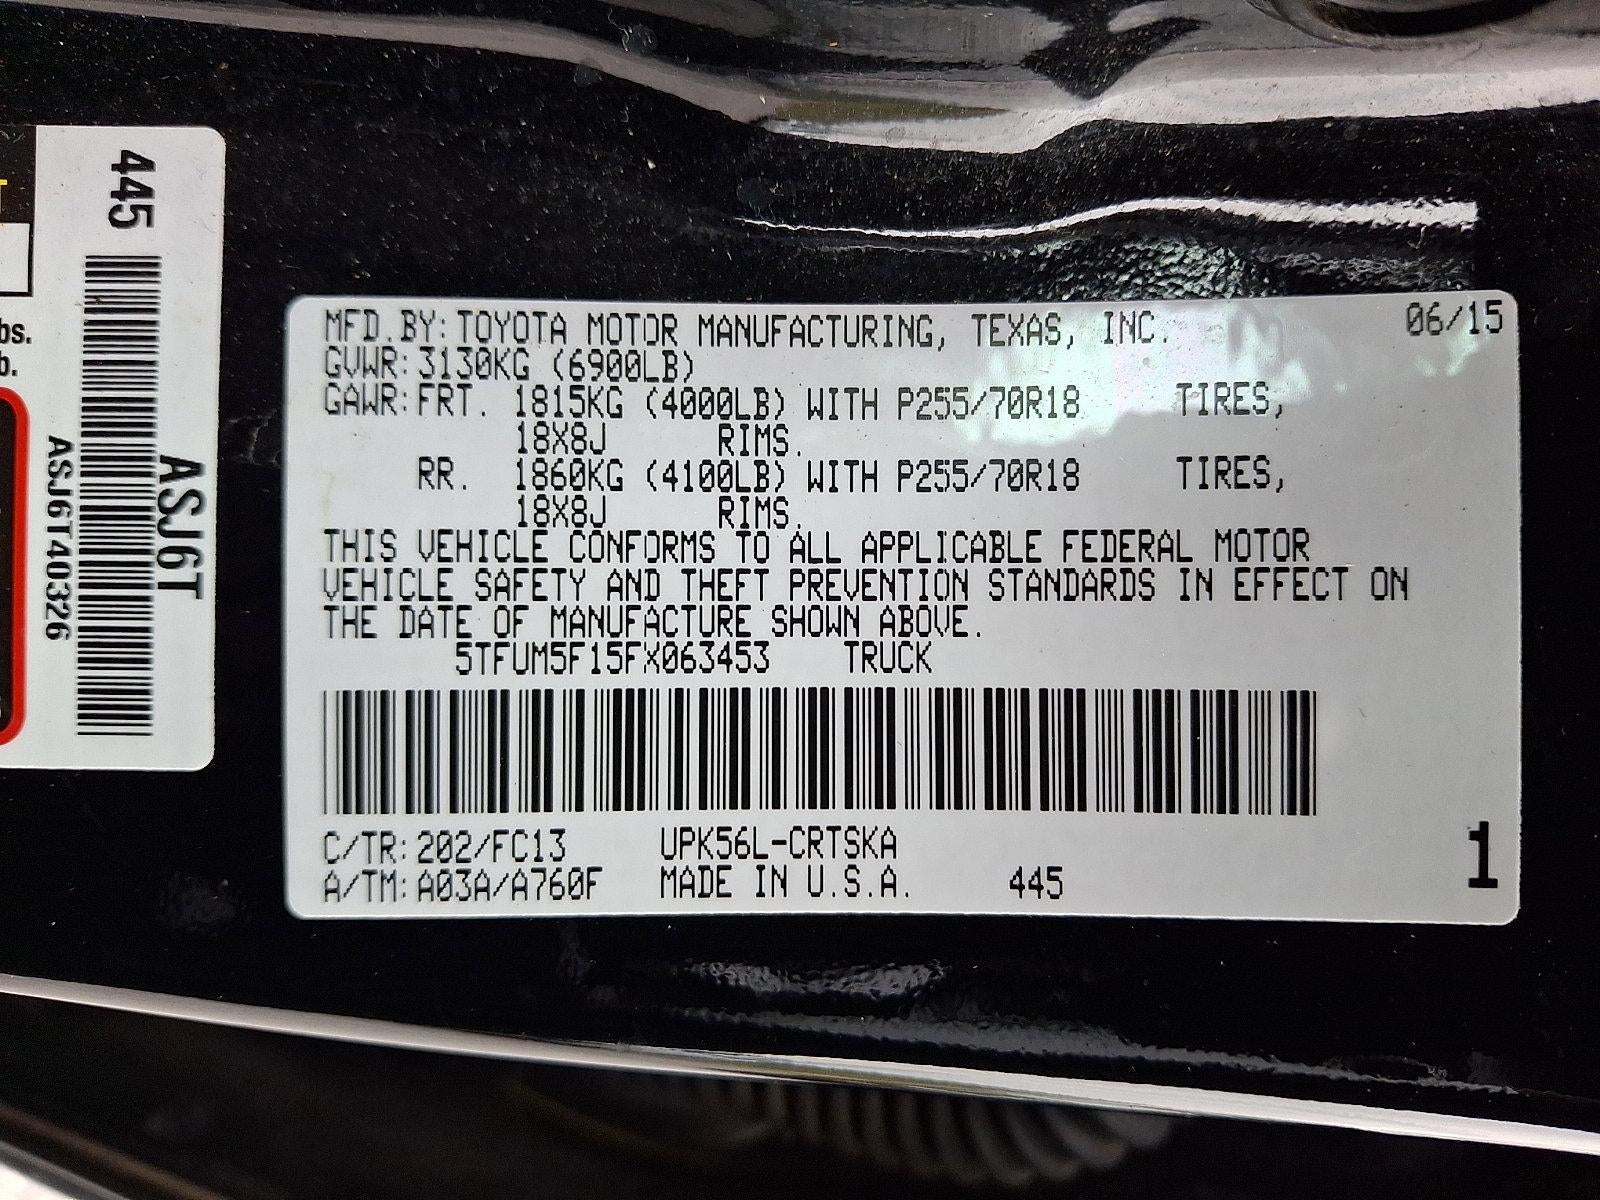 T
bs.
b.
445
ASJ6T
ASJ6T40326
MFD.BY:TOYOTA MOTOR MANUFACTURING, TEXAS, INC. 06/15
GVWR:3130KG (6900LB)
GAWR:FRT. 1815KG (4000LB) WITH P255/70R18 TIRES,
18X8J RIMS.
RR. 1860KG (4100LB) WITH P255/70R18 TIRES,
18X8J RIMS.
THIS VEHICLE CONFORMS TO ALL APPLICABLE FEDERAL MOTOR
VEHICLE SAFETY AND THEFT PREVENTION STANDARDS IN EFFECT ON
THE DATE OF MANUFACTURE SHOWN ABOVE.
5TFUM5F15FX063453 TRUCK
C/TR:202/FC13 UPK56L-CRTSKA
A/TM:A03A/A760F MADE IN U.S.A. 445
1